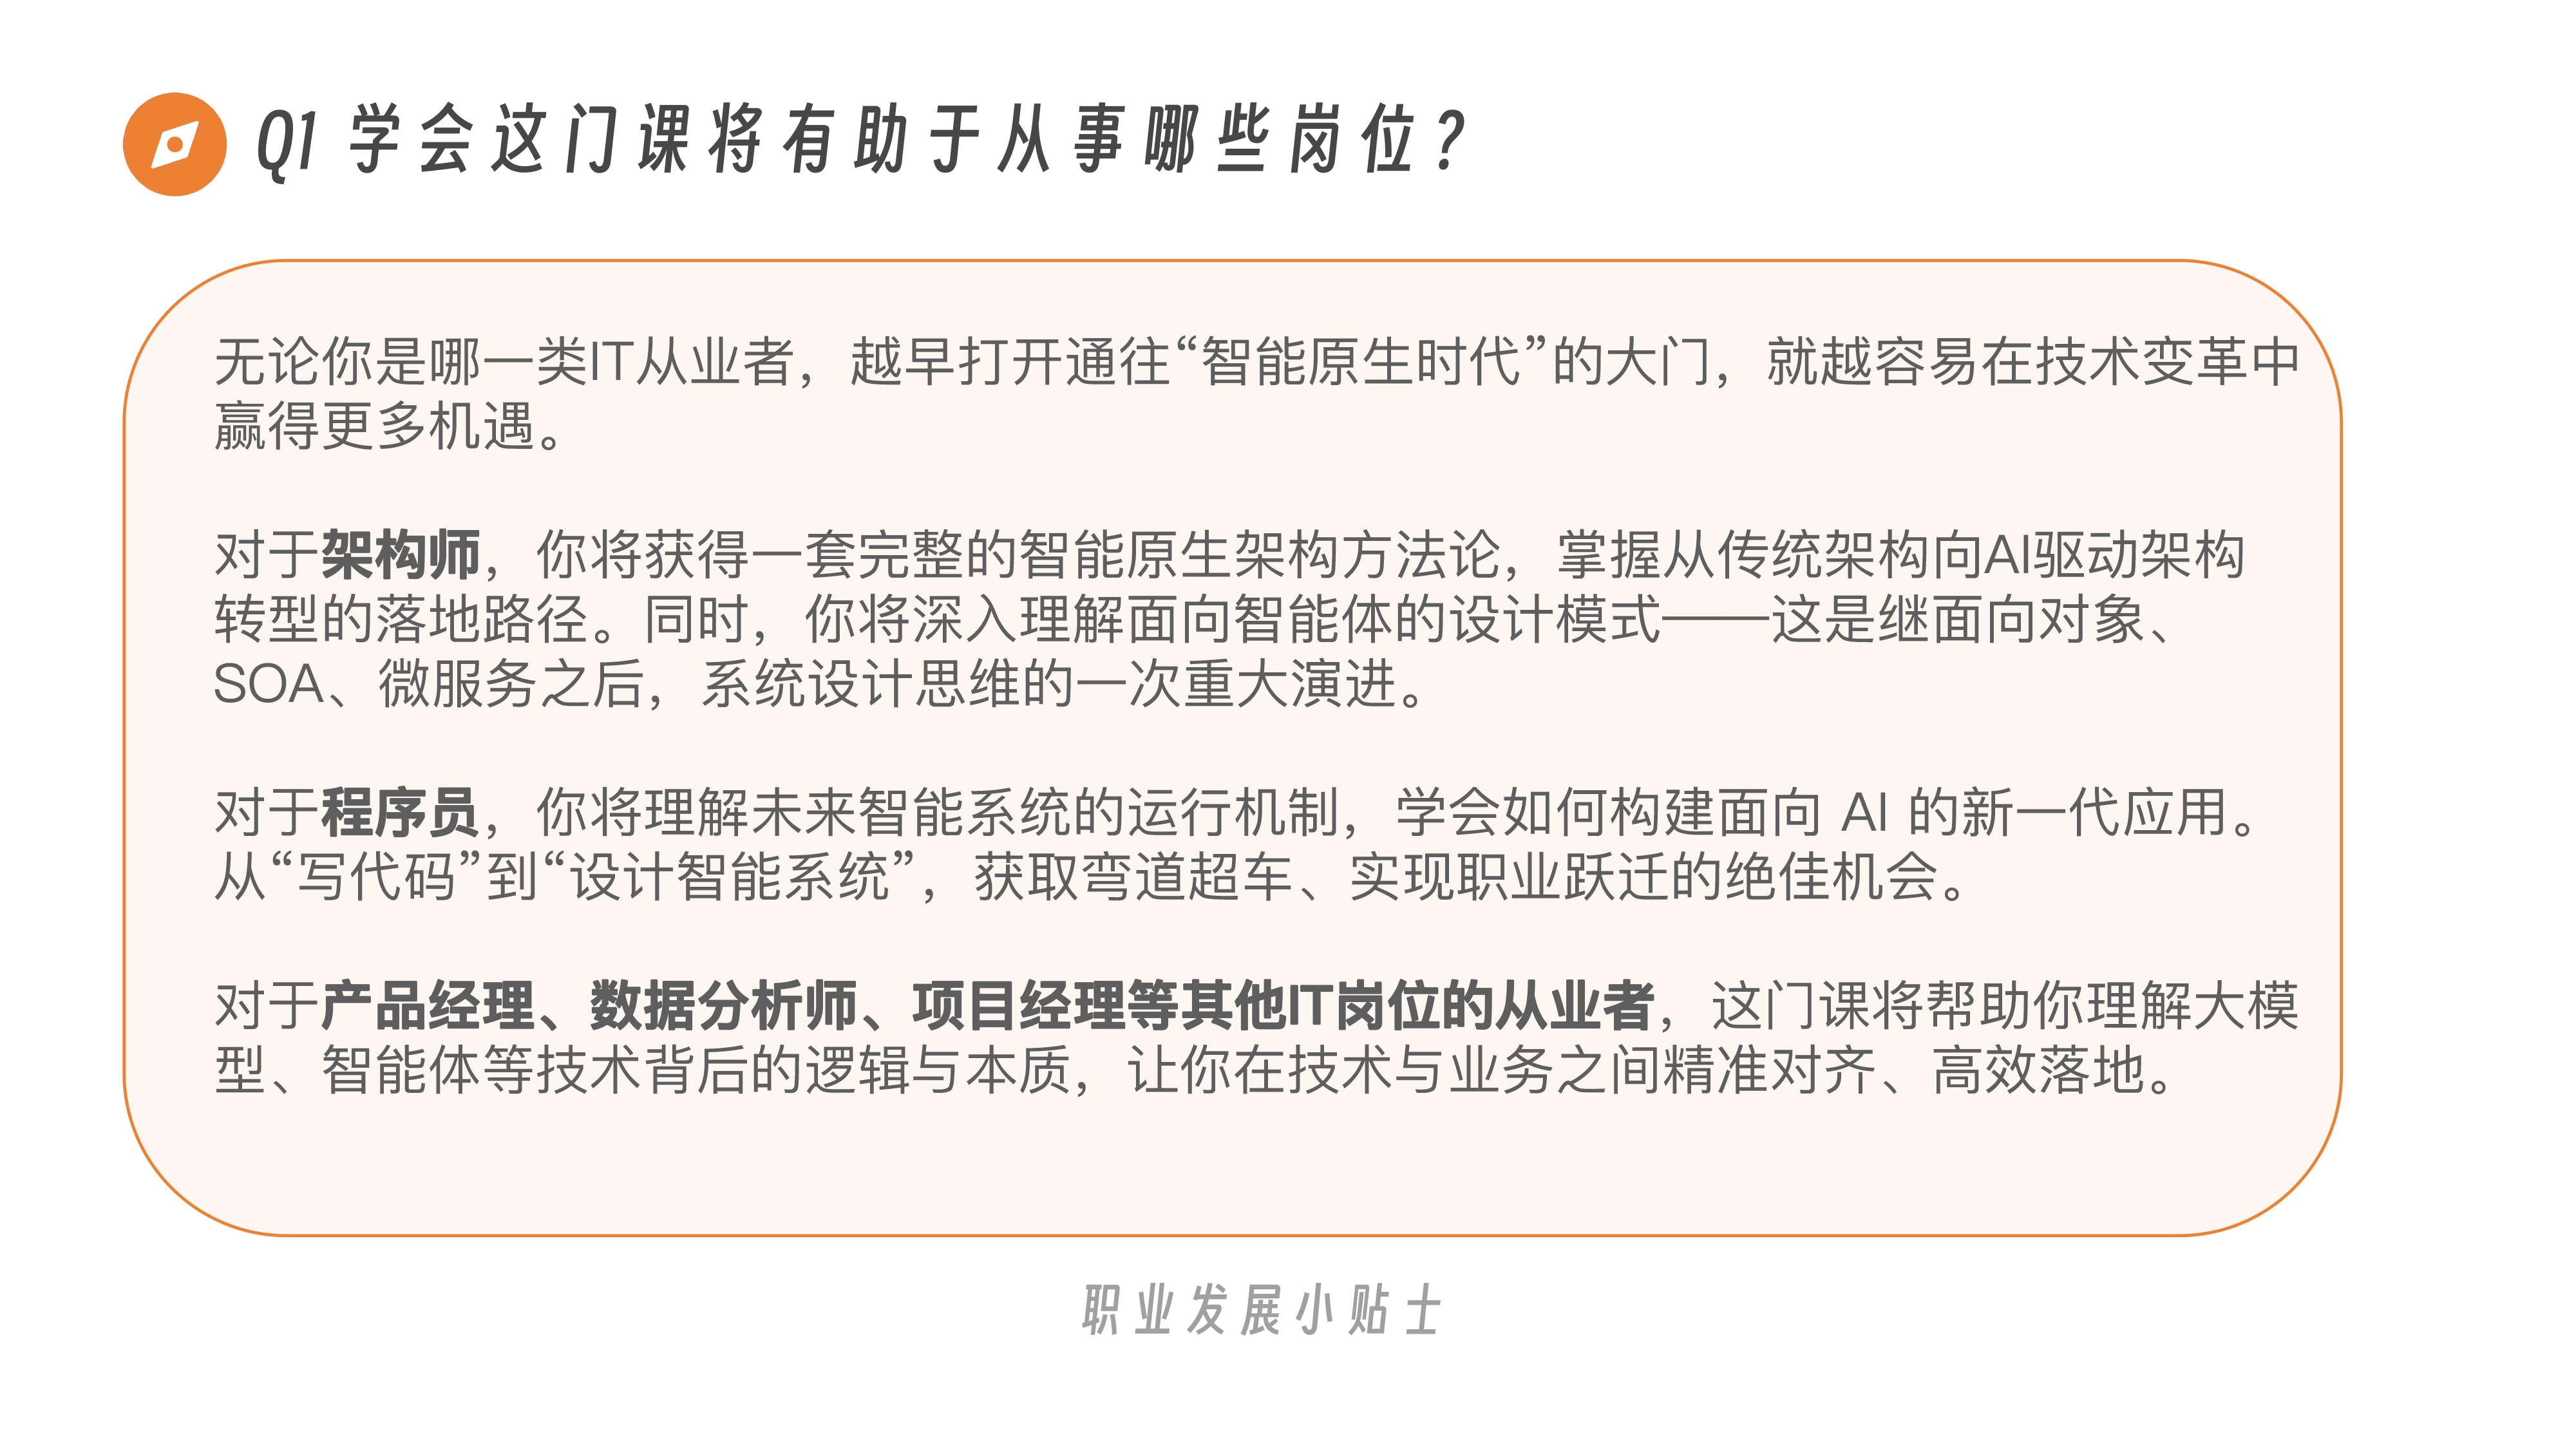 Q1 学会这门课将有助于从事哪些岗位？
无论你是哪一类IT从业者，越早打开通往“智能原生时代”的大门，就越容易在技术变革中
赢得更多机遇。
对于架构师，你将获得一套完整的智能原生架构方法论，掌握从传统架构向AI驱动架构
转型的落地路径。同时，你将深入理解面向智能体的设计模式——这是继面向对象、
SOA、微服务之后，系统设计思维的一次重大演进。
对于程序员，你将理解未来智能系统的运行机制，学会如何构建面向 AI 的新一代应用。
从“写代码”到“设计智能系统”，获取弯道超车、实现职业跃迁的绝佳机会。
对于产品经理、数据分析师、项目经理等其他IT岗位的从业者，这门课将帮助你理解大模
型、智能体等技术背后的逻辑与本质，让你在技术与业务之间精准对齐、高效落地。
职业发展小贴士